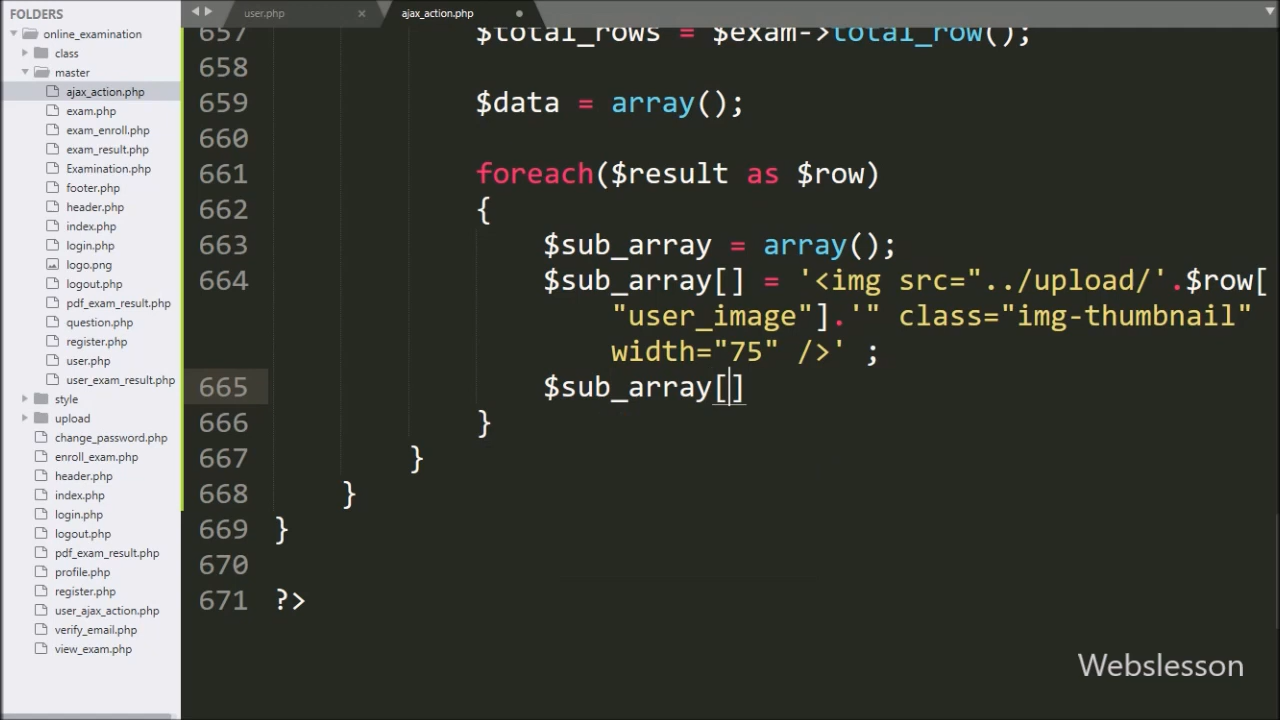 FOLDERS
online_examination
class
master
ajax_action.php
exam.php
exam_enroll.php
exam_result.php
Examination.php
footer.php
header.php
index.php
login.php
logo.png
logout.php
pdf_exam_result.php
question.php
register.php
user.php
user_exam_result.php
style
upload
change_password.php
enroll_exam.php
header.php
index.php
login.php
logout.php
pdf_exam_result.php
profile.php
register.php
user_ajax_action.php
verify_email.php
view_exam.php
user.php
ajax_action.php
657 $total_rows = $exam->total_row();
658
659 $data = array();
660
661 foreach($result as $row)
662 {
663 $sub_array = array();
664 $sub_array[] = '<img src="../upload/'.$row[
"user_image"].'" class="img-thumbnail"
width="75" />' ;
665 $sub_array[]
666 }
667 }
668 }
669 }
670
671 ?>
Webslesson